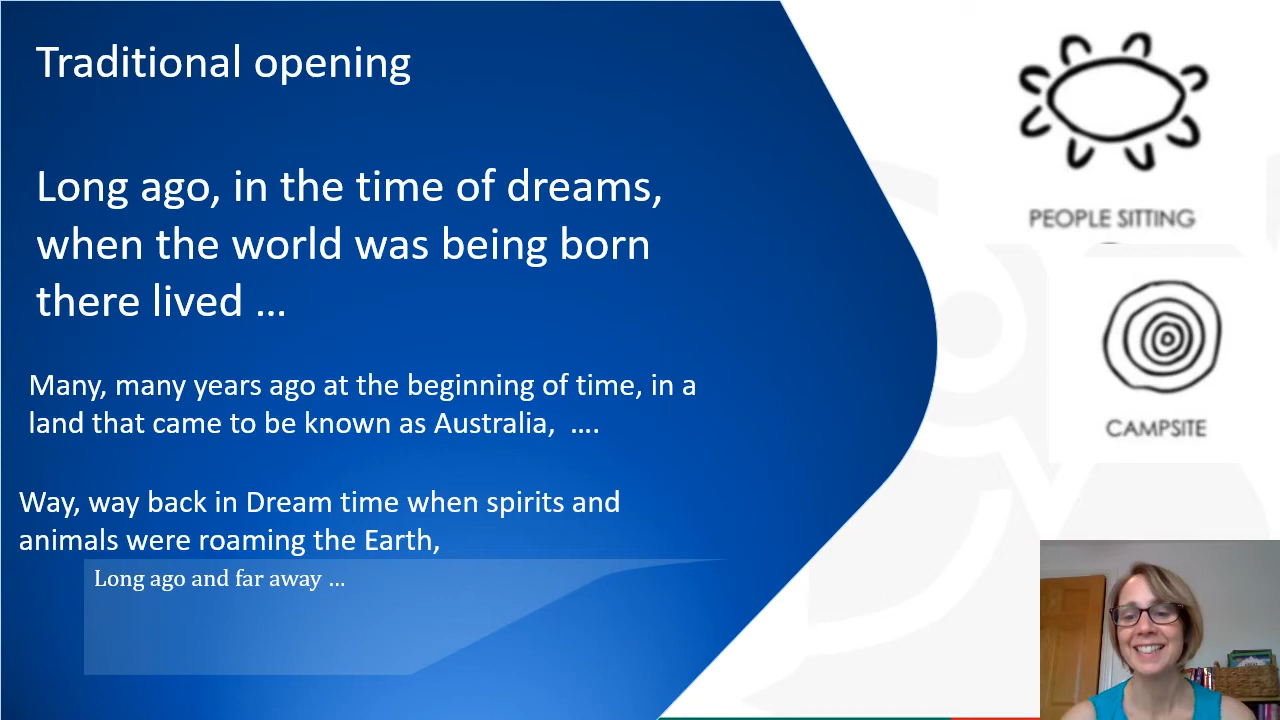 Traditional opening
Long ago, in the time of dreams,
when the world was being born
there lived …
Many, many years ago at the beginning of time, in a
land that came to be known as Australia,  ….
Way, way back in Dream time when spirits and
animals were roaming the Earth,
Long ago and far away …
PEOPLE SITTING
CAMPSITE